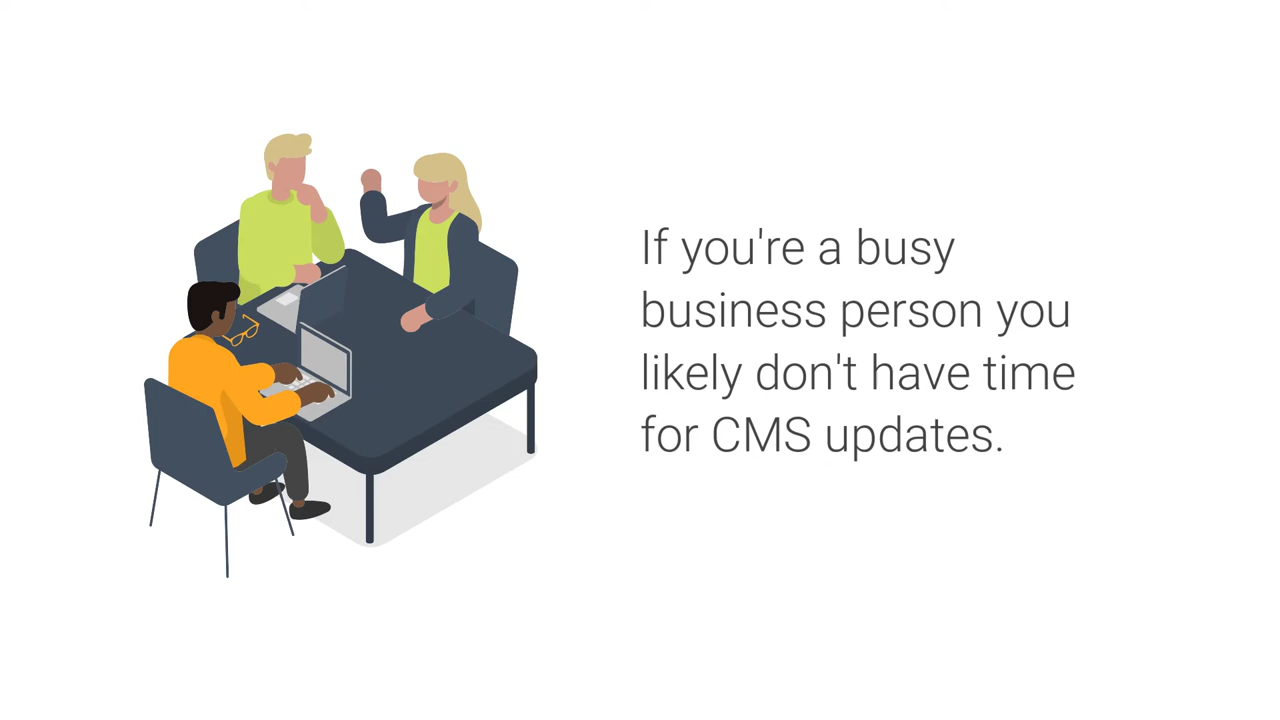 If you're a busy
business person you
likely don't have time
for CMS updates.